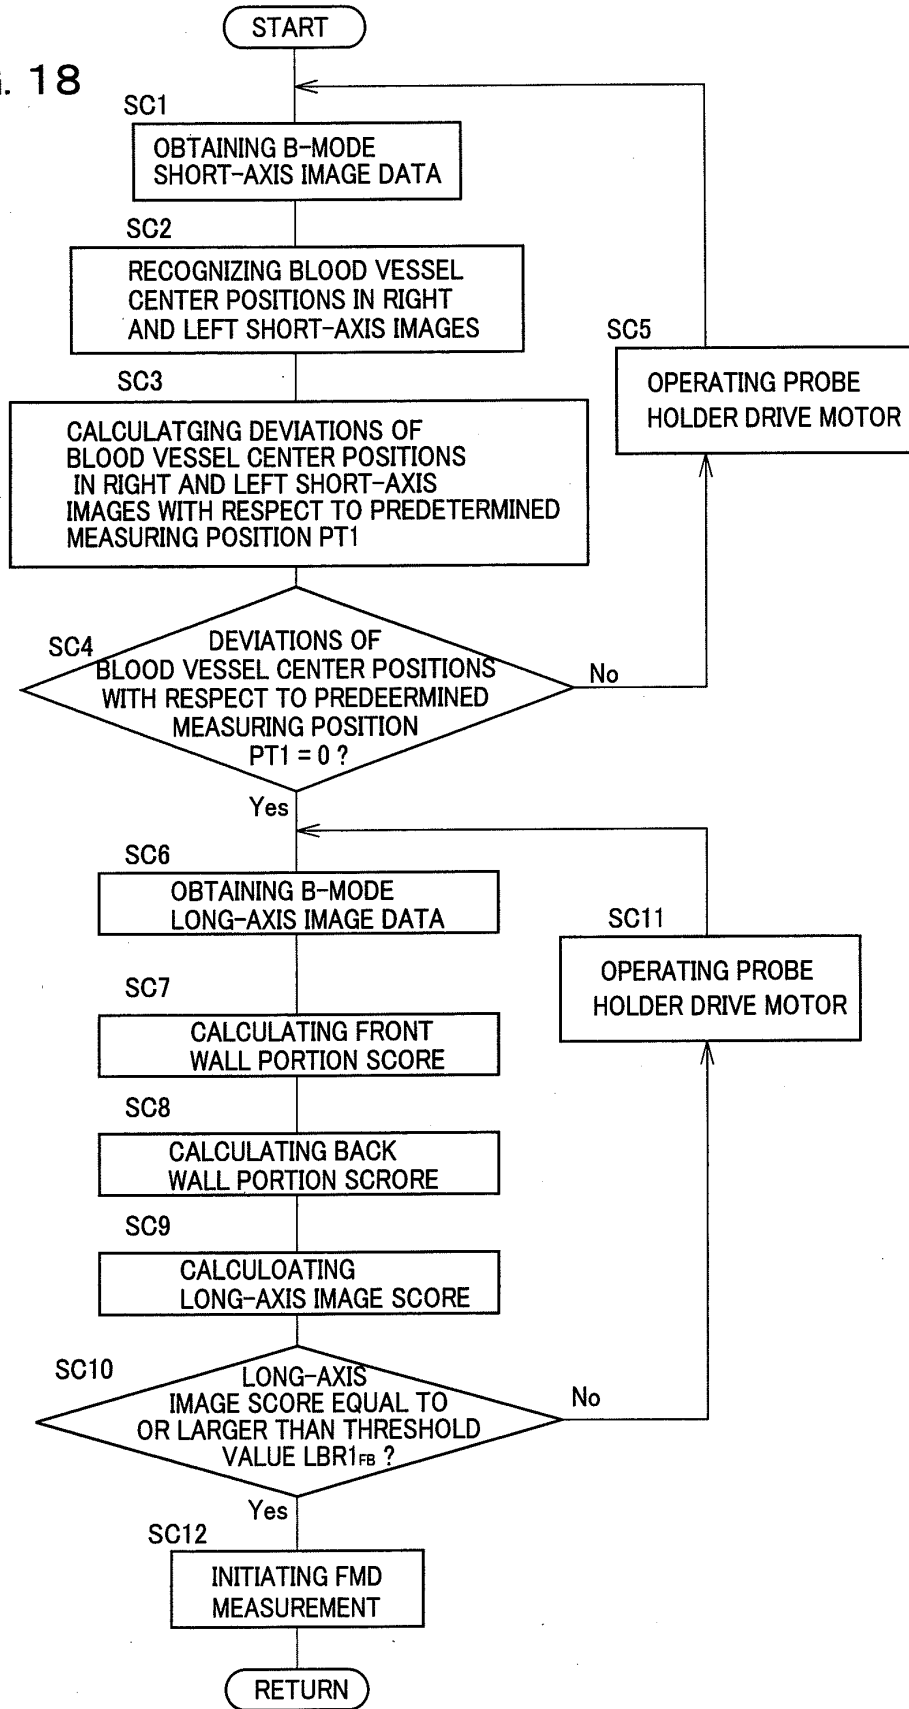 START
. 18
SC1
OBTAINING B-MODE
SHORT-AXIS IMAGE DATA
SC2
RECOGNIZING BLOOD VESSEL
CENTER POSITIONS IN RIGHT
AND LEFT SHORT-AXIS IMAGES
SC5
OPERATING PROBE
HOLDER DRIVE MOTOR
SC3
CALCULATGING DEVIATIONS OF
BLOOD VESSEL CENTER POSITIONS
IN RIGHT AND LEFT SHORT-AXIS
IMAGES WITH RESPECT TO PREDETERMINED
MEASURING POSITION PT1
SC4
DEVIATIONS OF
BLOOD VESSEL CENTER POSITIONS
WITH RESPECT TO PREDEERMINED
MEASURING POSITION
PT1 = 0 ?
No
Yes
SC6
OBTAINING B-MODE
LONG-AXIS IMAGE DATA
SC11
OPERATING PROBE
HOLDER DRIVE MOTOR
SC7
CALCULATING FRONT
WALL PORTION SCORE
SC8
CALCULATING BACK
WALL PORTION SCRORE
SC9
CALCULOATING
LONG-AXIS IMAGE SCORE
SC10
LONG-AXIS
IMAGE SCORE EQUAL TO
OR LARGER THAN THRESHOLD
VALUE LBR1FB ?
No
Yes
SC12
INITIATING FMD
MEASUREMENT
RETURN